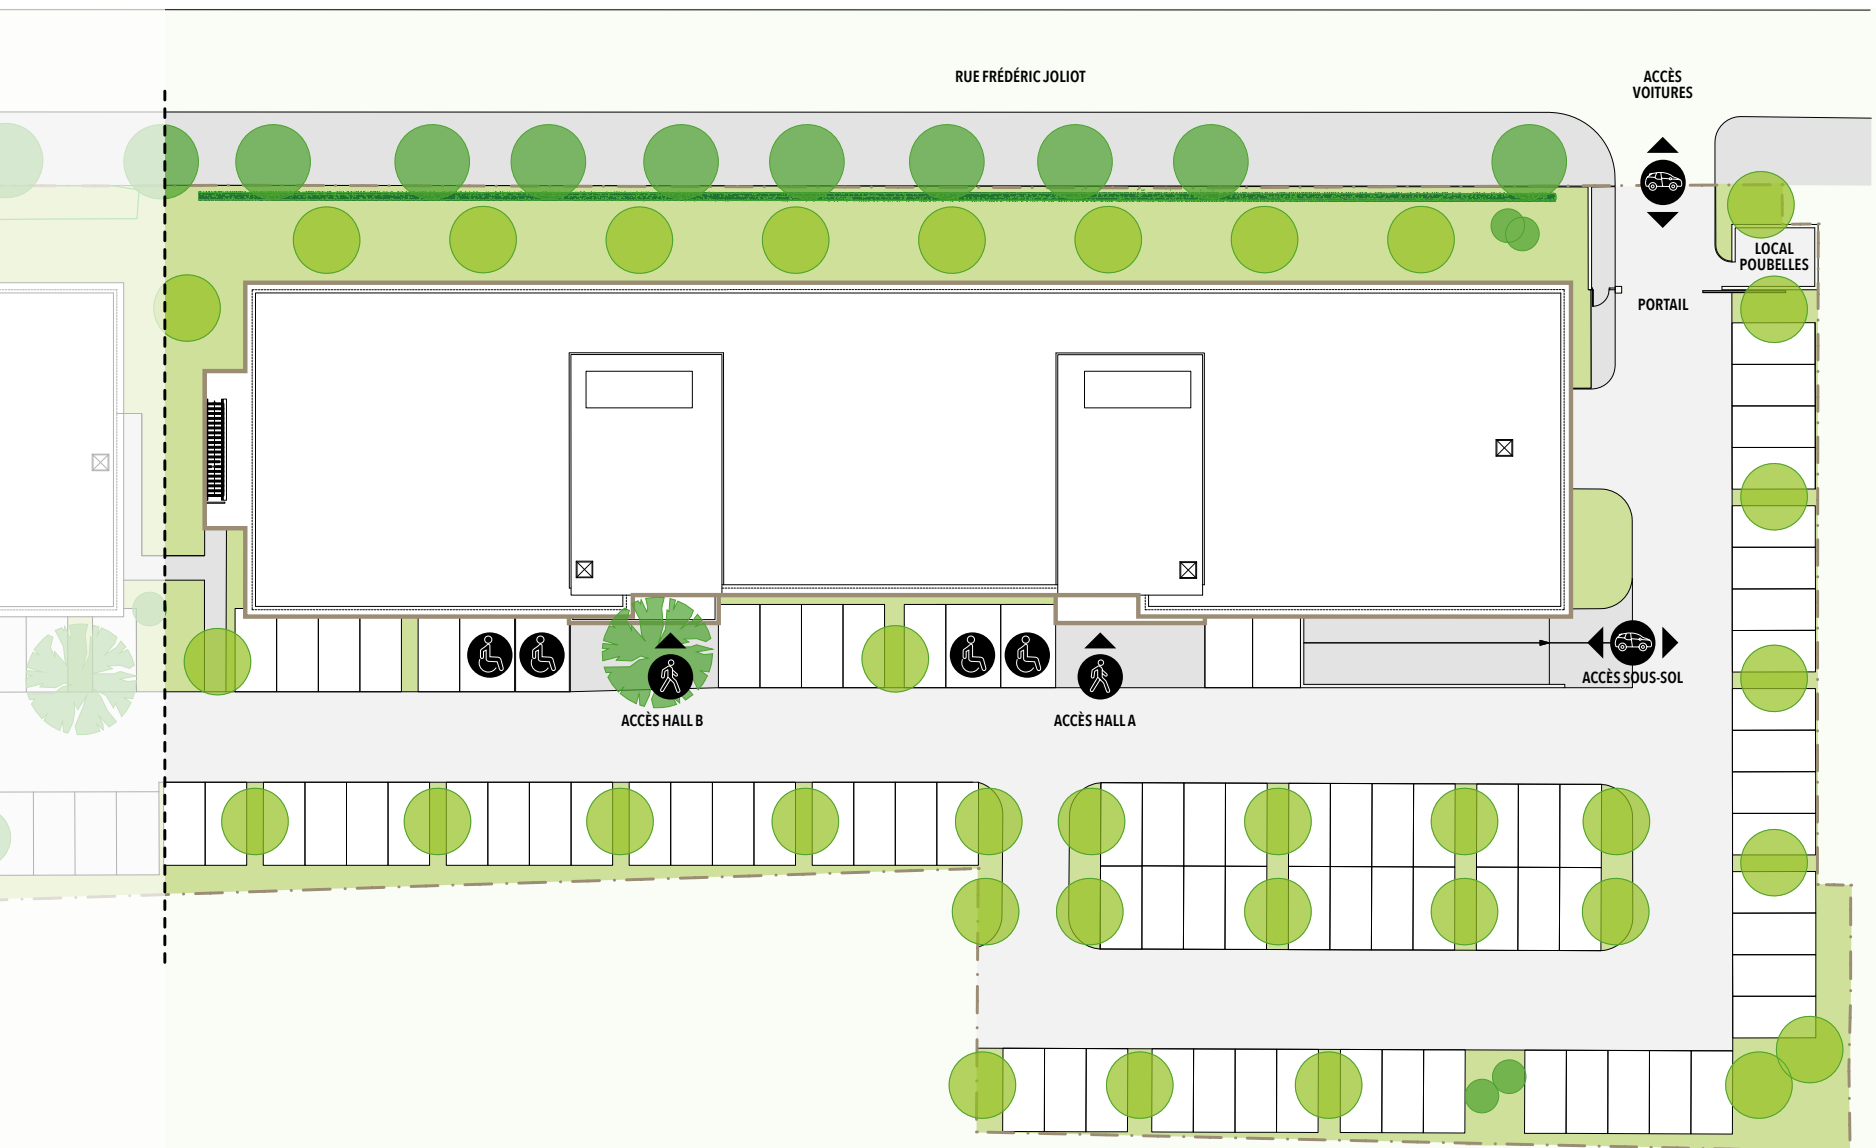 RUE FRÉDÉRIC JOLIOT
ACCÈS
VOITURES
LOCAL
POUBELLES
PORTAIL
ACCÈS SOUS-SOL
ACCÈS HALL B
ACCÈS HALL A